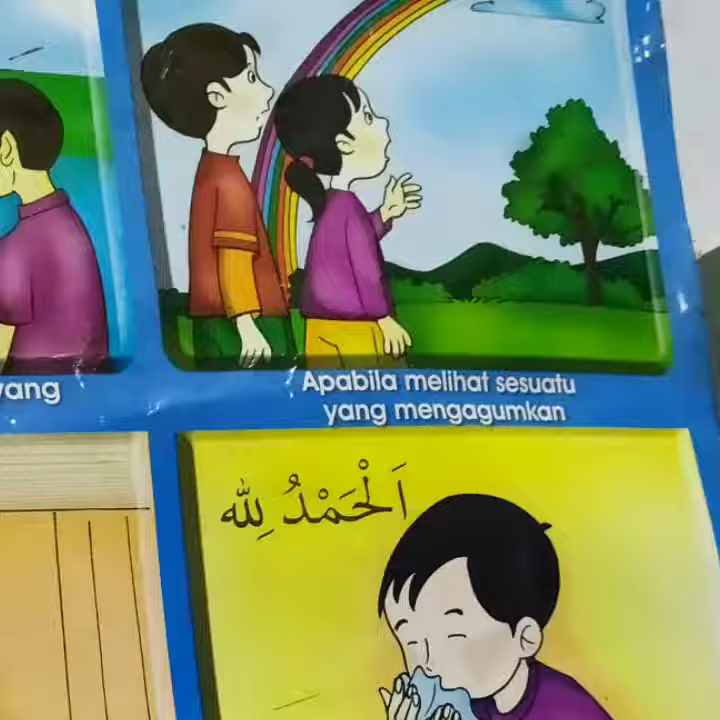 yang
Apabila melihat sesuatu
yang mengagumkan
اَلْحَمْدُ لِلّٰه